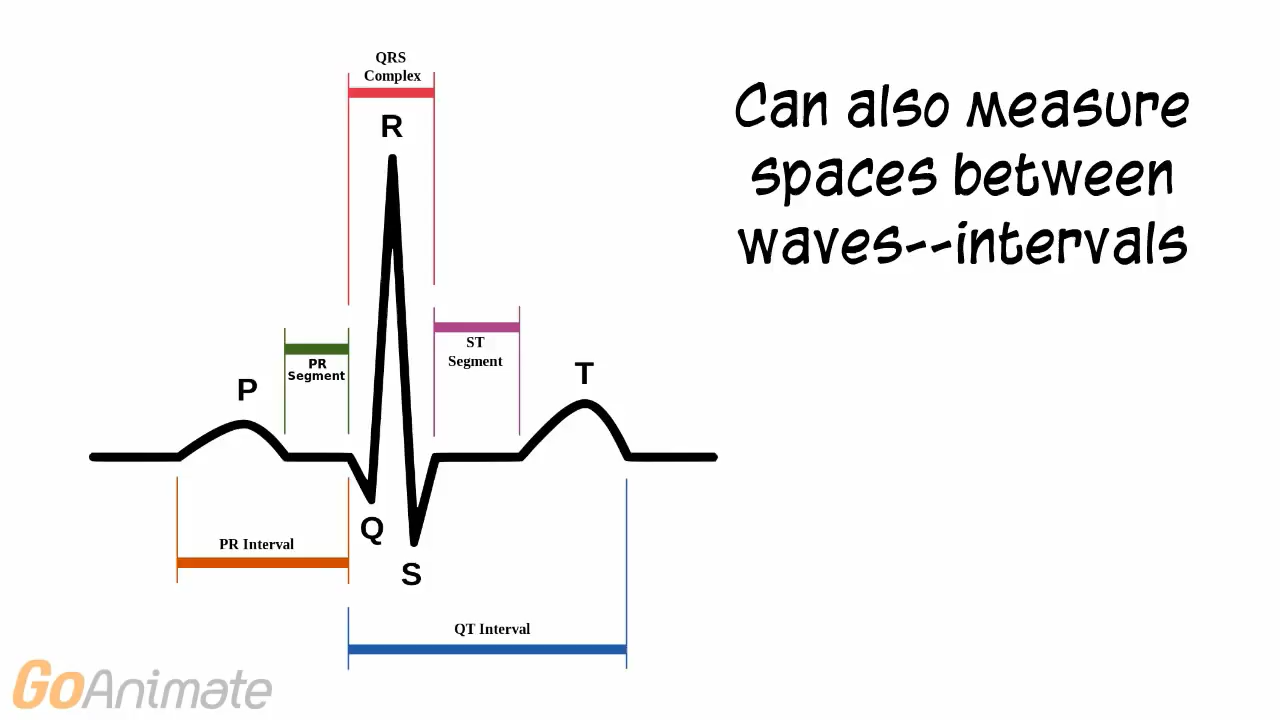 QRS
Complex
R
Can also measure
spaces between
waves--intervals
ST
Segment
PR
Segment
P
T
Q
PR Interval
S
QT Interval
GoAnimate